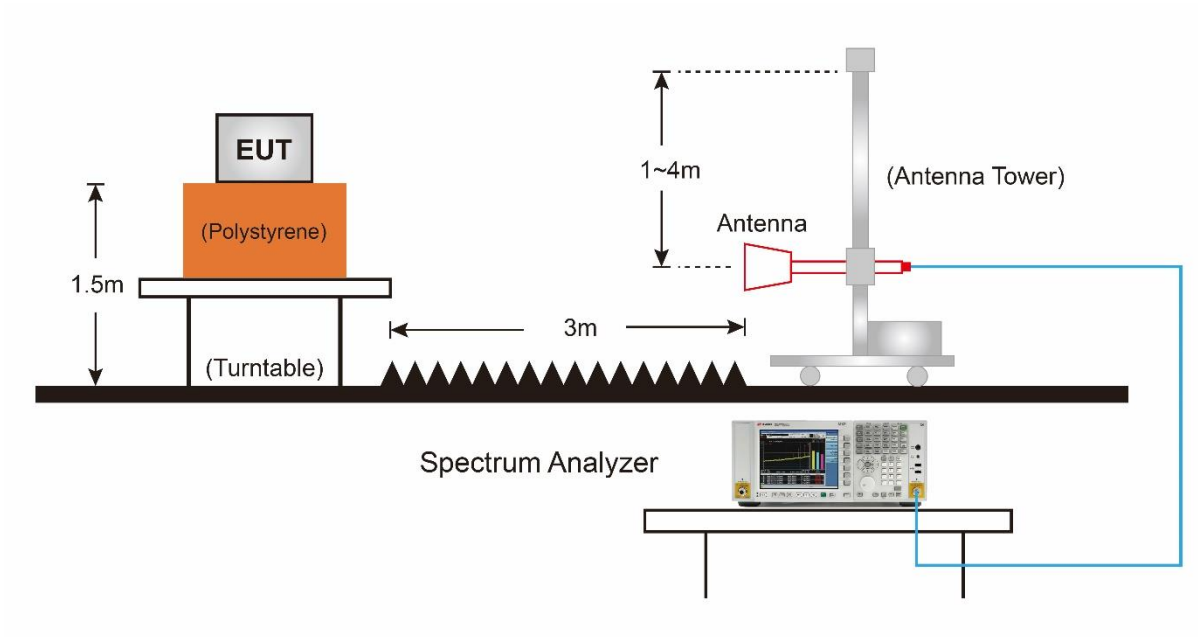 EUT
1~4m
(Antenna Tower)
(Polystyrene)
Antenna
1.5m
3m
(Turntable)
Spectrum Analyzer